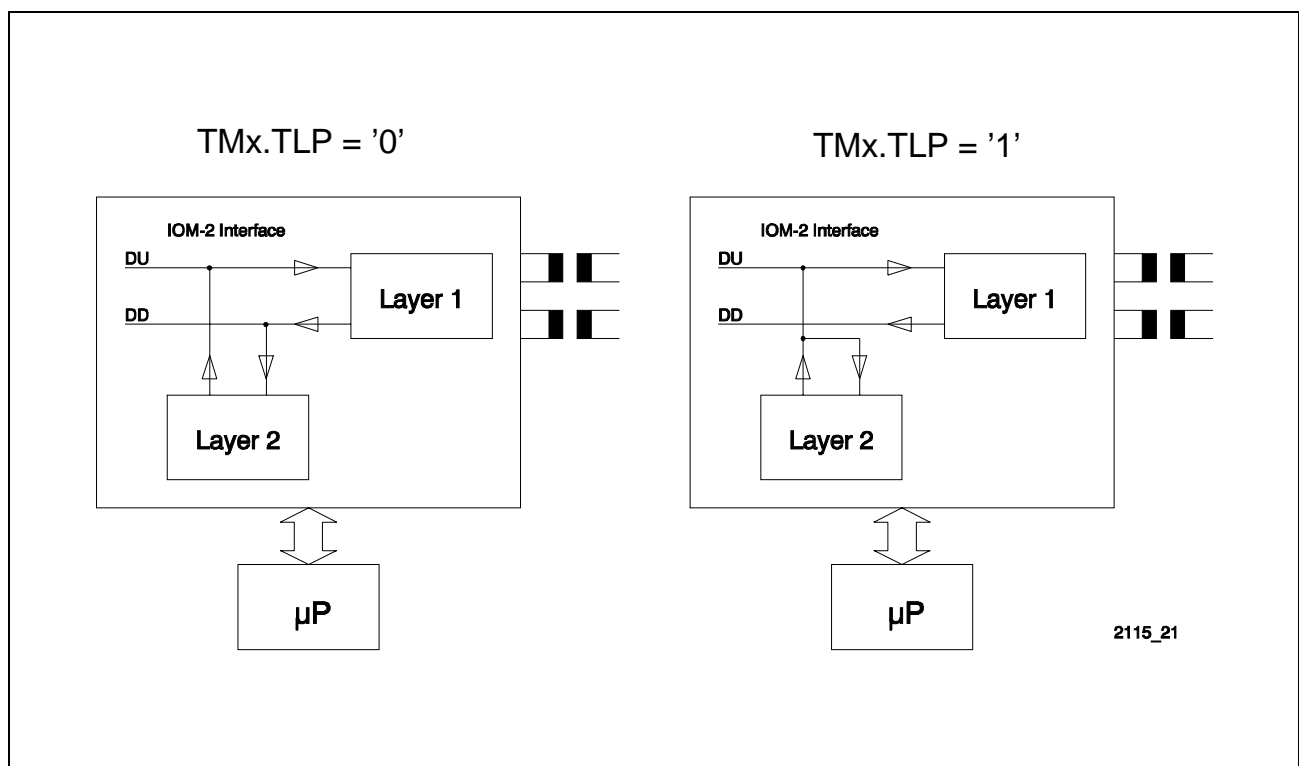 TMx.TLP = ’0’
IOM-2 Interface
DU
Layer 1
DD
Layer 2
µP
TMx.TLP = ’1’
IOM-2 Interface
DU
Layer 1
DD
Layer 2
µP
2115_21